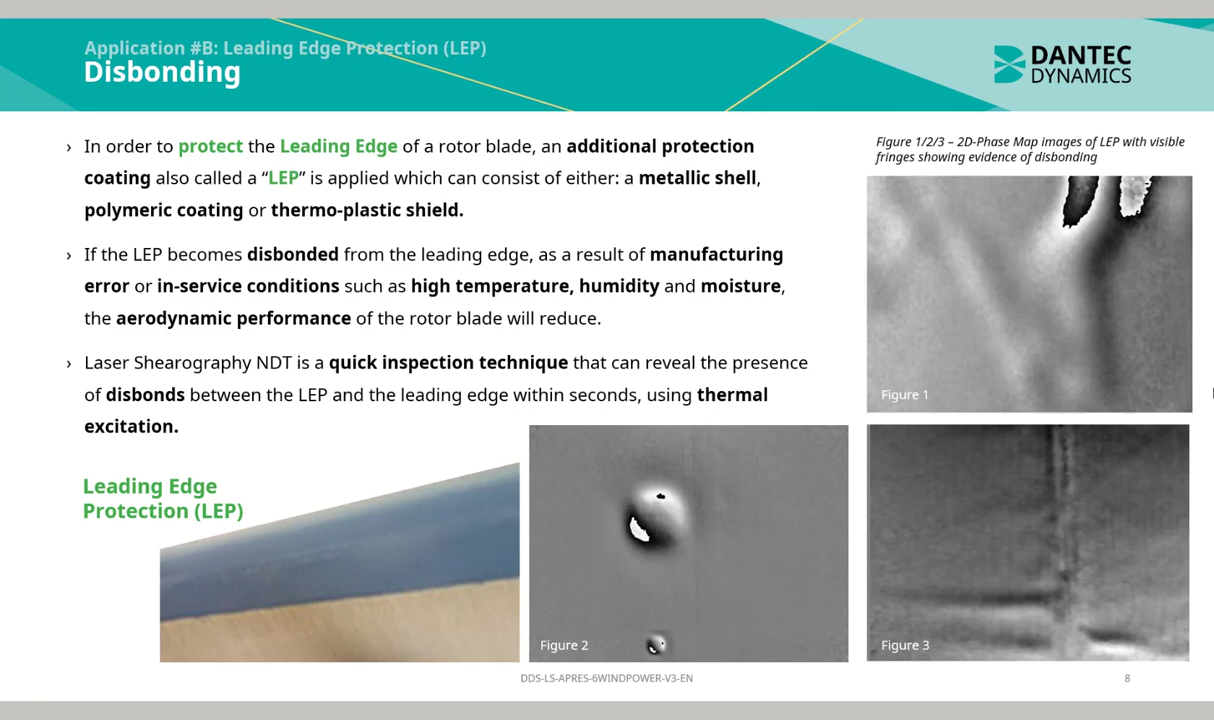 Application #B: Leading Edge Protection (LEP)
Disbonding
DANTEC
DYNAMICS
› In order to protect the Leading Edge of a rotor blade, an additional protection
coating also called a “LEP” is applied which can consist of either: a metallic shell,
polymeric coating or thermo-plastic shield.
› If the LEP becomes disbonded from the leading edge, as a result of manufacturing
error or in-service conditions such as high temperature, humidity and moisture,
the aerodynamic performance of the rotor blade will reduce.
› Laser Shearography NDT is a quick inspection technique that can reveal the presence
of disbonds between the LEP and the leading edge within seconds, using thermal
excitation.
Figure 1/2/3 – 2D-Phase Map images of LEP with visible
fringes showing evidence of disbonding
Figure 1
Leading Edge
Protection (LEP)
Figure 2
Figure 3
DDS-LS-APRES-6WINDPOWER-V3-EN
8